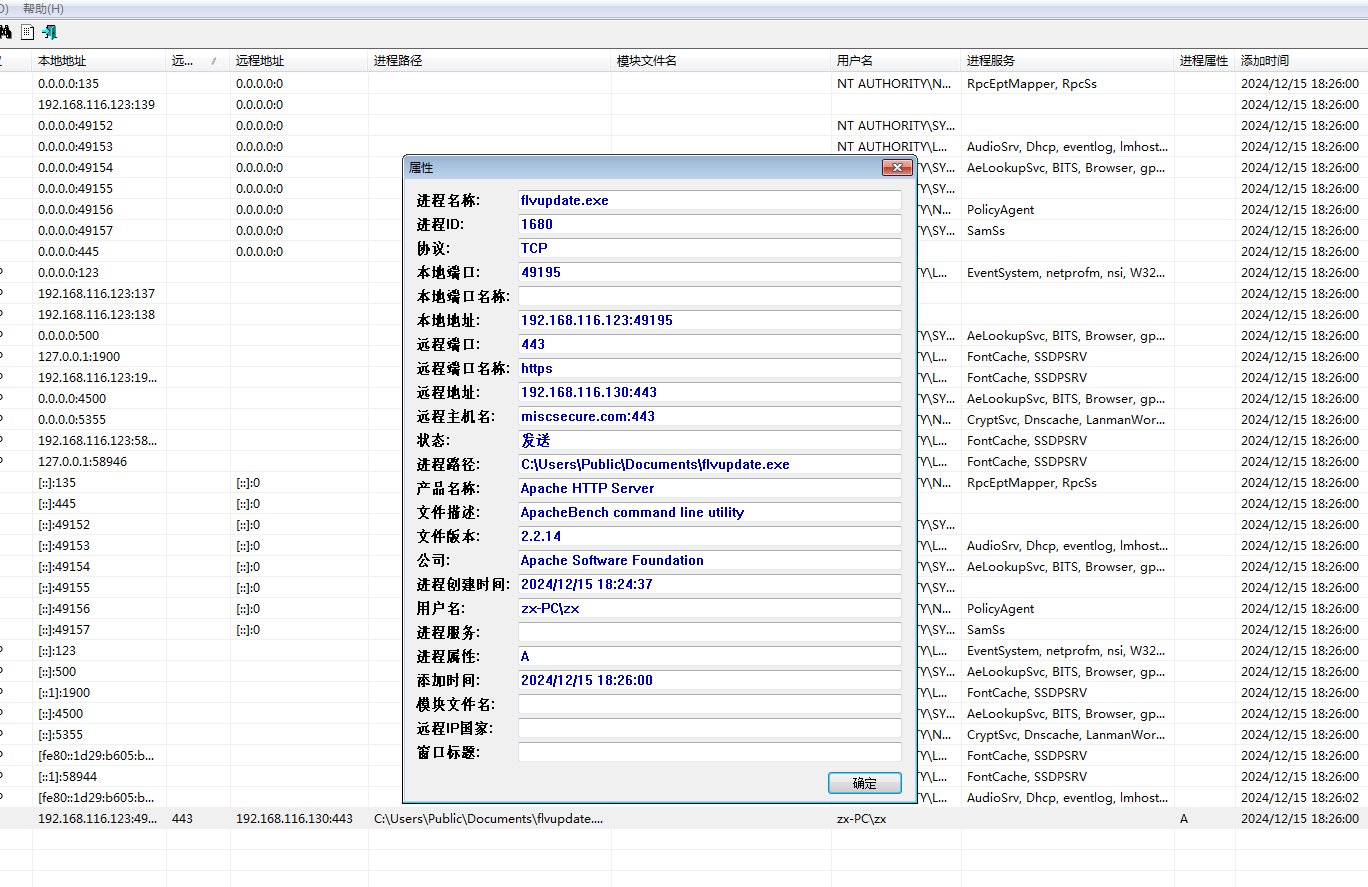 帮助(H)
本地地址 远... 远程地址 进程路径 模块文件名 用户名 进程服务 进程属性 添加时间
0.0.0.0:135 0.0.0.0:0 NT AUTHORITY\N... RpcEptMapper, RpcSs 2024/12/15 18:26:00
192.168.116.123:139 0.0.0.0:0 2024/12/15 18:26:00
0.0.0.0:49152 0.0.0.0:0 NT AUTHORITY\SY... 2024/12/15 18:26:00
0.0.0.0:49153 0.0.0.0:0 NT AUTHORITY\L... AudioSrv, Dhcp, eventlog, lmhost... 2024/12/15 18:26:00
0.0.0.0:49154 0.0.0.0:0 Y\SY... AeLookupSvc, BITS, Browser, gp... 2024/12/15 18:26:00
0.0.0.0:49155 0.0.0.0:0 Y\SY... 2024/12/15 18:26:00
0.0.0.0:49156 0.0.0.0:0 Y\N... PolicyAgent 2024/12/15 18:26:00
0.0.0.0:49157 0.0.0.0:0 Y\SY... SamSs 2024/12/15 18:26:00
0.0.0.0:445 0.0.0.0:0 2024/12/15 18:26:00
0.0.0.0:123 Y\L... EventSystem, netprofm, nsi, W32... 2024/12/15 18:26:00
192.168.116.123:137 2024/12/15 18:26:00
192.168.116.123:138 2024/12/15 18:26:00
0.0.0.0:500 Y\SY... AeLookupSvc, BITS, Browser, gp... 2024/12/15 18:26:00
127.0.0.1:1900 Y\L... FontCache, SSDPSRV 2024/12/15 18:26:00
192.168.116.123:19... Y\L... FontCache, SSDPSRV 2024/12/15 18:26:00
0.0.0.0:4500 Y\SY... AeLookupSvc, BITS, Browser, gp... 2024/12/15 18:26:00
0.0.0.0:5355 Y\N... CryptSvc, Dnscache, LanmanWor... 2024/12/15 18:26:00
192.168.116.123:58... Y\L... FontCache, SSDPSRV 2024/12/15 18:26:00
127.0.0.1:58946 Y\L... FontCache, SSDPSRV 2024/12/15 18:26:00
[::]:135 [::]:0 Y\N... RpcEptMapper, RpcSs 2024/12/15 18:26:00
[::]:445 [::]:0 2024/12/15 18:26:00
[::]:49152 [::]:0 Y\SY... 2024/12/15 18:26:00
[::]:49153 [::]:0 Y\L... AudioSrv, Dhcp, eventlog, lmhost... 2024/12/15 18:26:00
[::]:49154 [::]:0 Y\SY... AeLookupSvc, BITS, Browser, gp... 2024/12/15 18:26:00
[::]:49155 [::]:0 Y\SY... 2024/12/15 18:26:00
[::]:49156 [::]:0 Y\N... PolicyAgent 2024/12/15 18:26:00
[::]:49157 [::]:0 Y\SY... SamSs 2024/12/15 18:26:00
[::]:123 Y\L... EventSystem, netprofm, nsi, W32... 2024/12/15 18:26:00
[::]:500 Y\SY... AeLookupSvc, BITS, Browser, gp... 2024/12/15 18:26:00
[::1]:1900 Y\L... FontCache, SSDPSRV 2024/12/15 18:26:00
[::]:4500 Y\SY... AeLookupSvc, BITS, Browser, gp... 2024/12/15 18:26:00
[::]:5355 Y\N... CryptSvc, Dnscache, LanmanWor... 2024/12/15 18:26:00
[fe80::1d29:b605:b... Y\L... FontCache, SSDPSRV 2024/12/15 18:26:00
[::1]:58944 Y\L... FontCache, SSDPSRV 2024/12/15 18:26:00
[fe80::1d29:b605:b... Y\L... AudioSrv, Dhcp, eventlog, lmhost... 2024/12/15 18:26:02
192.168.116.123:49... 443 192.168.116.130:443 C:\Users\Public\Documents\flvupdate.... zx-PC\zx A 2024/12/15 18:26:00
属性
进程名称: flvupdate.exe
进程ID: 1680
协议: TCP
本地端口: 49195
本地端口名称:
本地地址: 192.168.116.123:49195
远程端口: 443
远程端口名称: https
远程地址: 192.168.116.130:443
远程主机名: miscsecure.com:443
状态: 发送
进程路径: C:\Users\Public\Documents\flvupdate.exe
产品名称: Apache HTTP Server
文件描述: ApacheBench command line utility
文件版本: 2.2.14
公司: Apache Software Foundation
进程创建时间: 2024/12/15 18:24:37
用户名: zx-PC\zx
进程服务:
进程属性: A
添加时间: 2024/12/15 18:26:00
模块文件名:
远程IP国家:
窗口标题:
确定